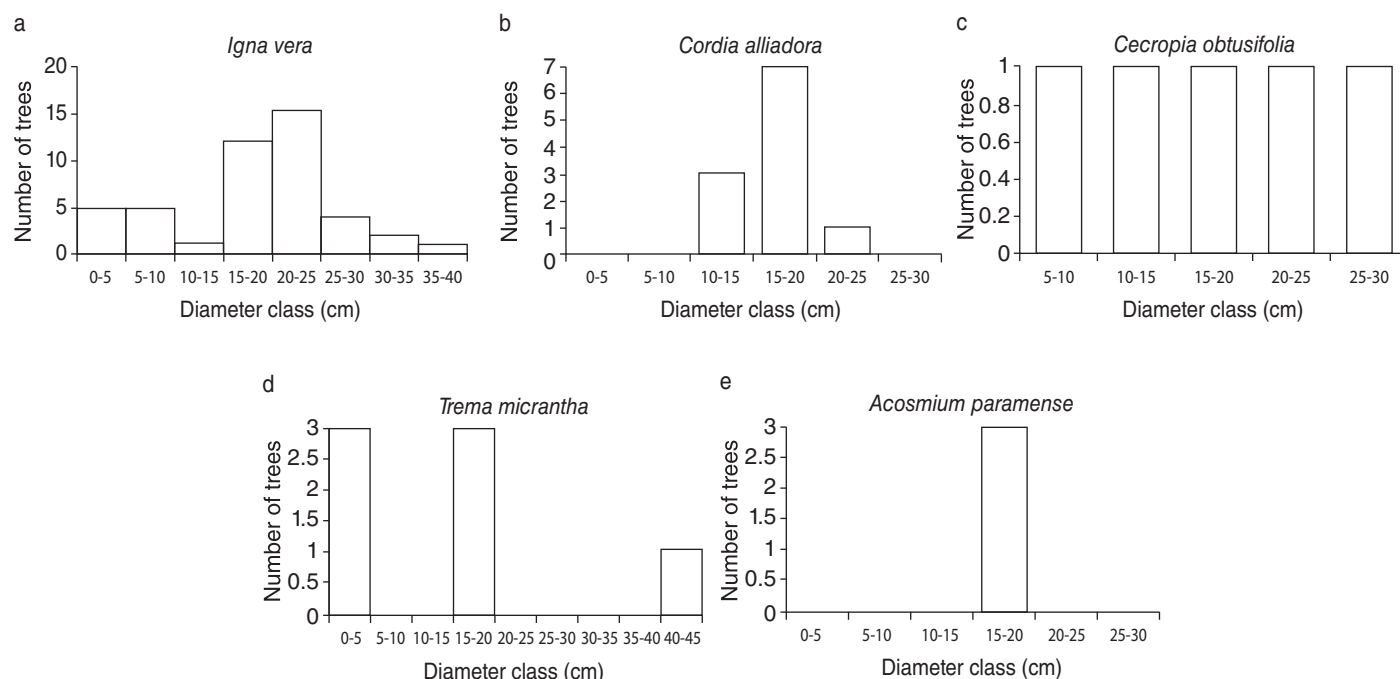 a
Igna vera
Number of trees
20
15
10
5
0
0-5 5-10 10-15 15-20 20-25 25-30 30-35 35-40
Diameter class (cm)
b
Cordia alliadora
Number of trees
7
6
5
4
3
2
1
0
0-5 5-10 10-15 15-20 20-25 25-30
Diameter class (cm)
c
Cecropia obtusifolia
Number of trees
1
0.8
0.6
0.4
0.2
0
5-10 10-15 15-20 20-25 25-30
Diameter class (cm)
d
Trema micrantha
Number of trees
3
2.5
2
1.5
1
0.5
0
0-5 5-10 10-15 15-20 20-25 25-30 30-35 35-40 40-45
Diameter class (cm)
e
Acosmium paramense
Number of trees
3
2.5
2
1.5
1
0.5
0
0-5 5-10 10-15 15-20 20-25 25-30
Diameter class (cm)